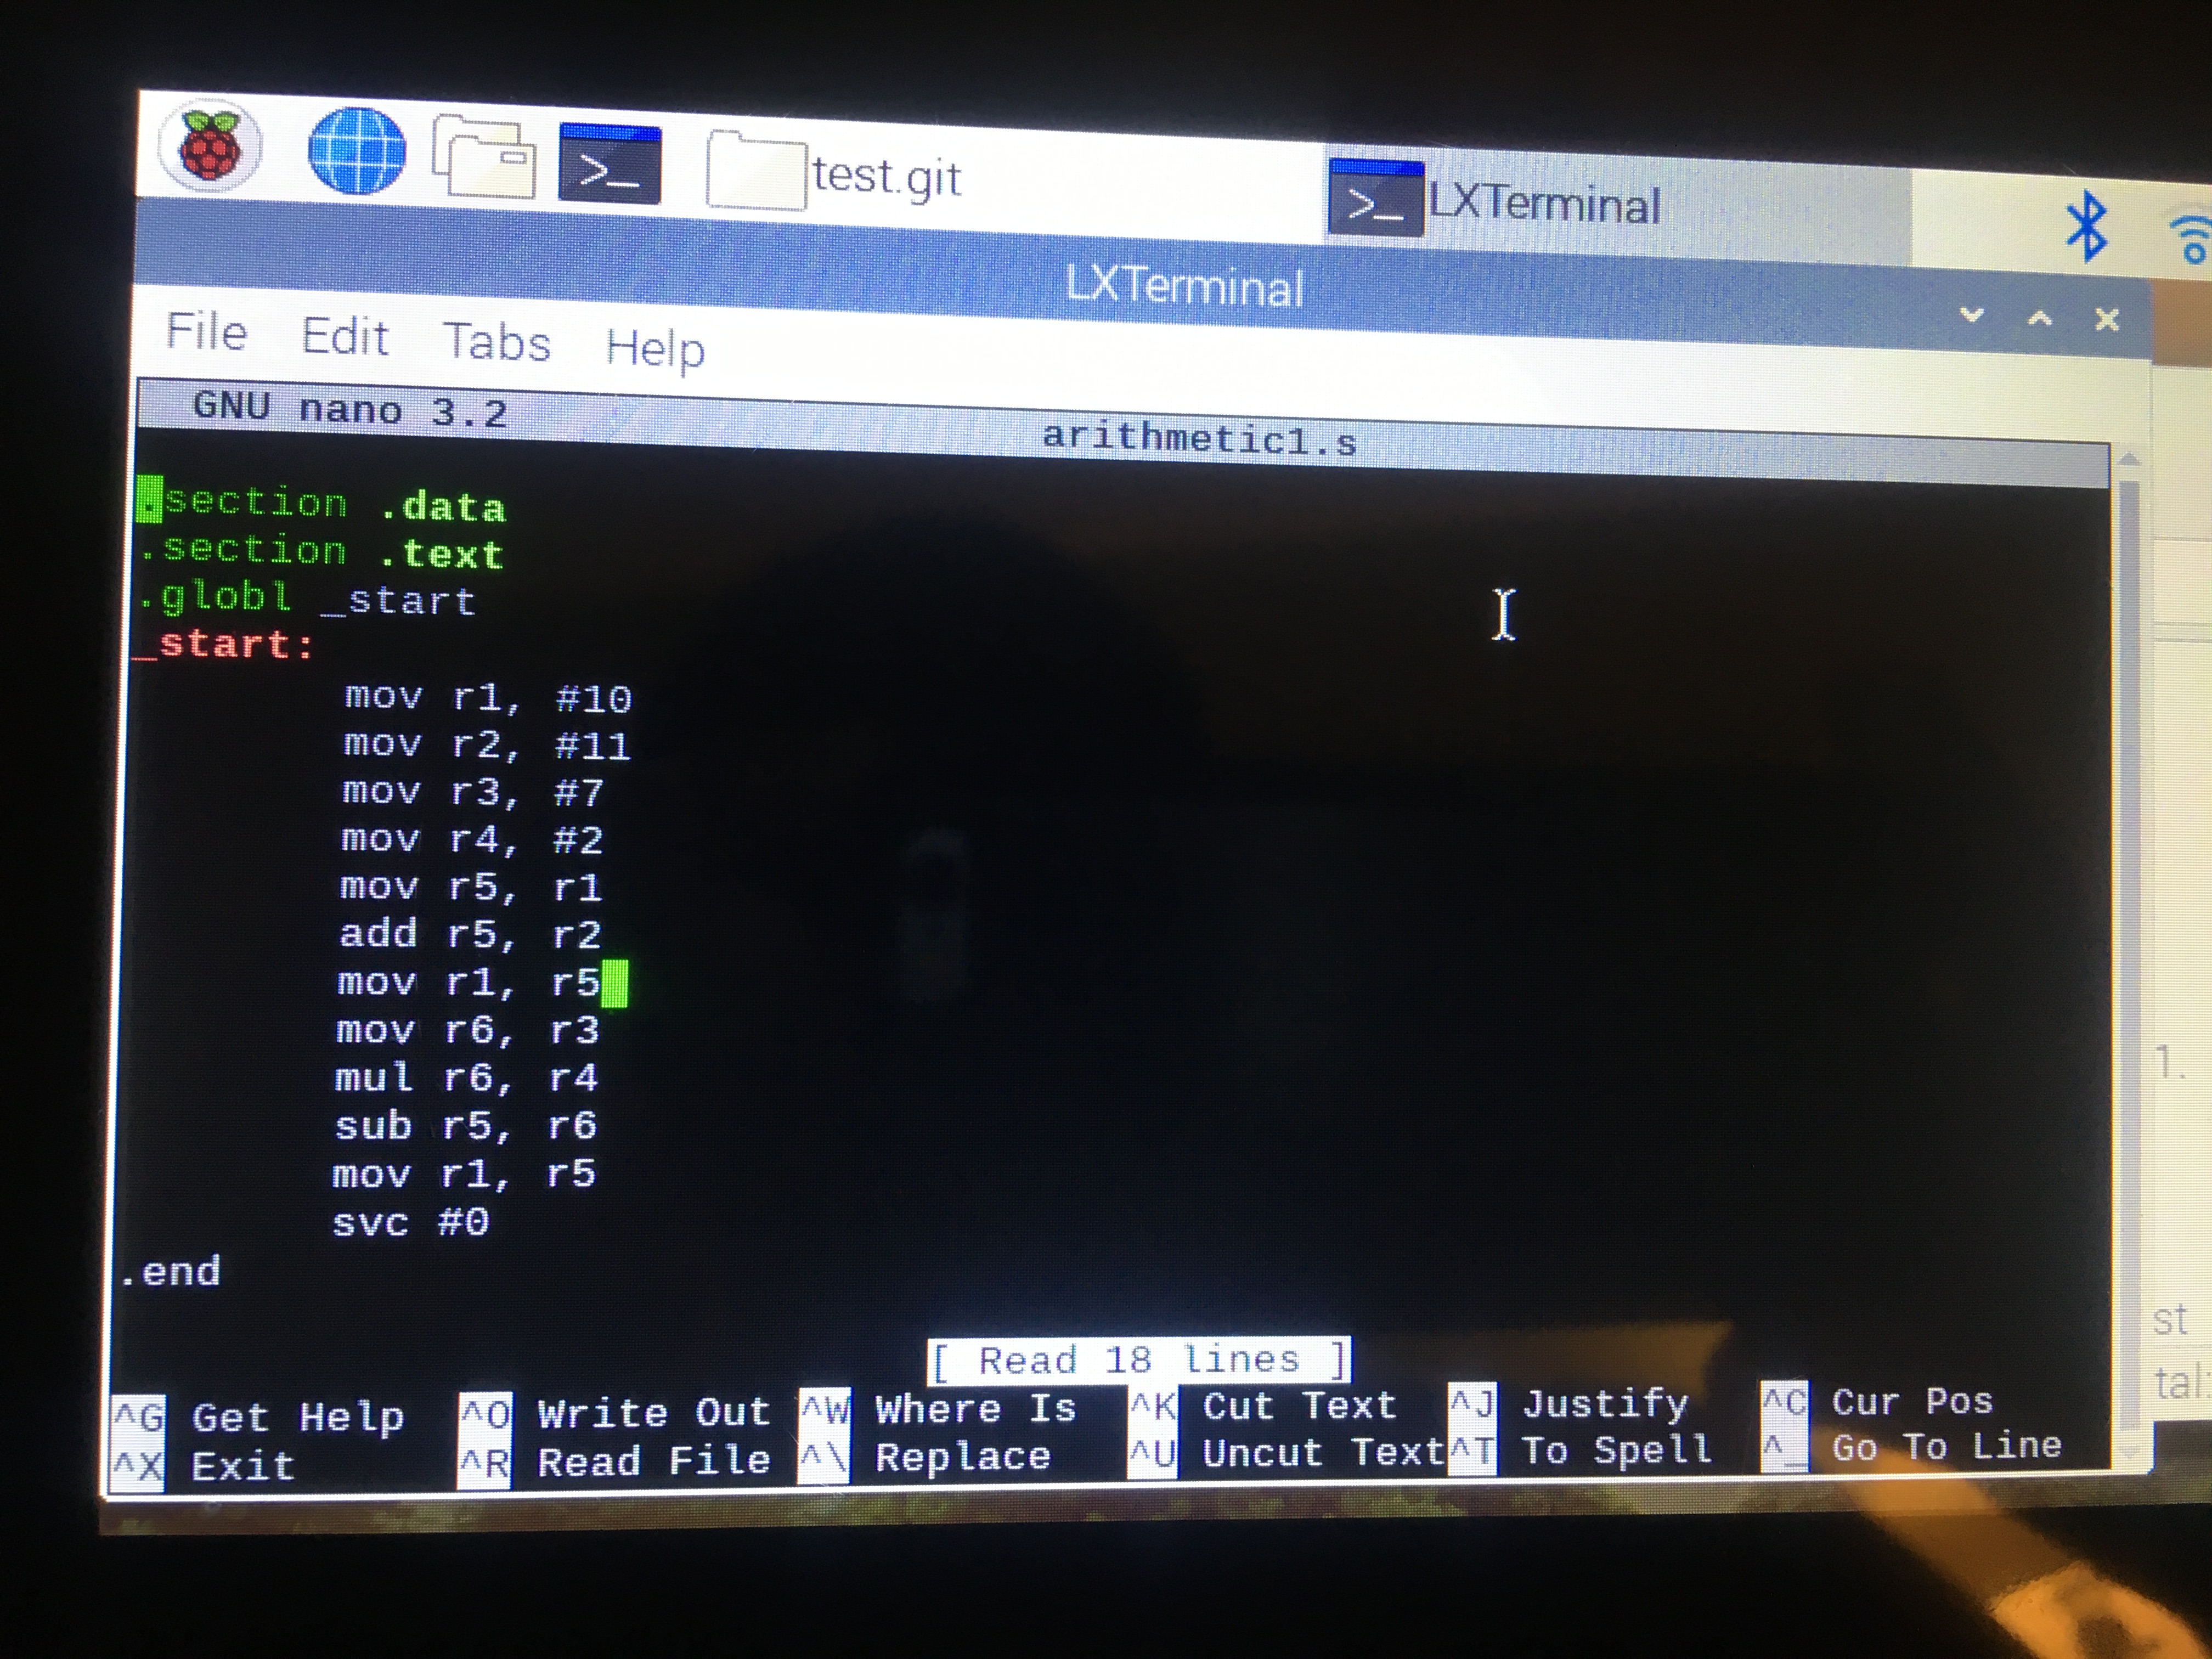 test.git
LXTerminal
LXTerminal
File Edit Tabs Help
GNU nano 3.2 arithmetic1.s
.section .data
.section .text
.globl _start
_start:
mov r1, #10
mov r2, #11
mov r3, #7
mov r4, #2
mov r5, r1
add r5, r2
mov r1, r5
mov r6, r3
mul r6, r4
sub r5, r6
mov r1, r5
svc #0
.end
[ Read 18 lines ]
^G Get Help ^O Write Out ^W Where Is ^K Cut Text ^J Justify ^C Cur Pos
^X Exit ^R Read File ^\ Replace ^U Uncut Text ^T To Spell ^_ Go To Line
1.
st